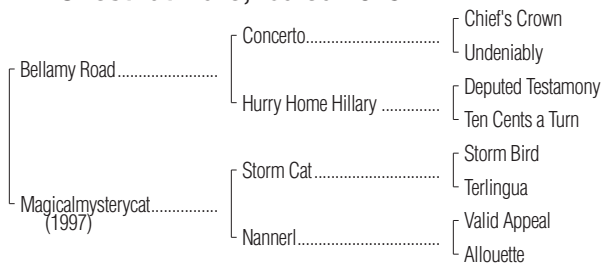 Chief's Crown
Concerto
Undeniably
Bellamy Road
Deputed Testamony
Hurry Home Hillary
Ten Cents a Turn
Storm Bird
Storm Cat
Terlingua
Magicalmysterycat
(1997)
Valid Appeal
Nannerl
Allouette